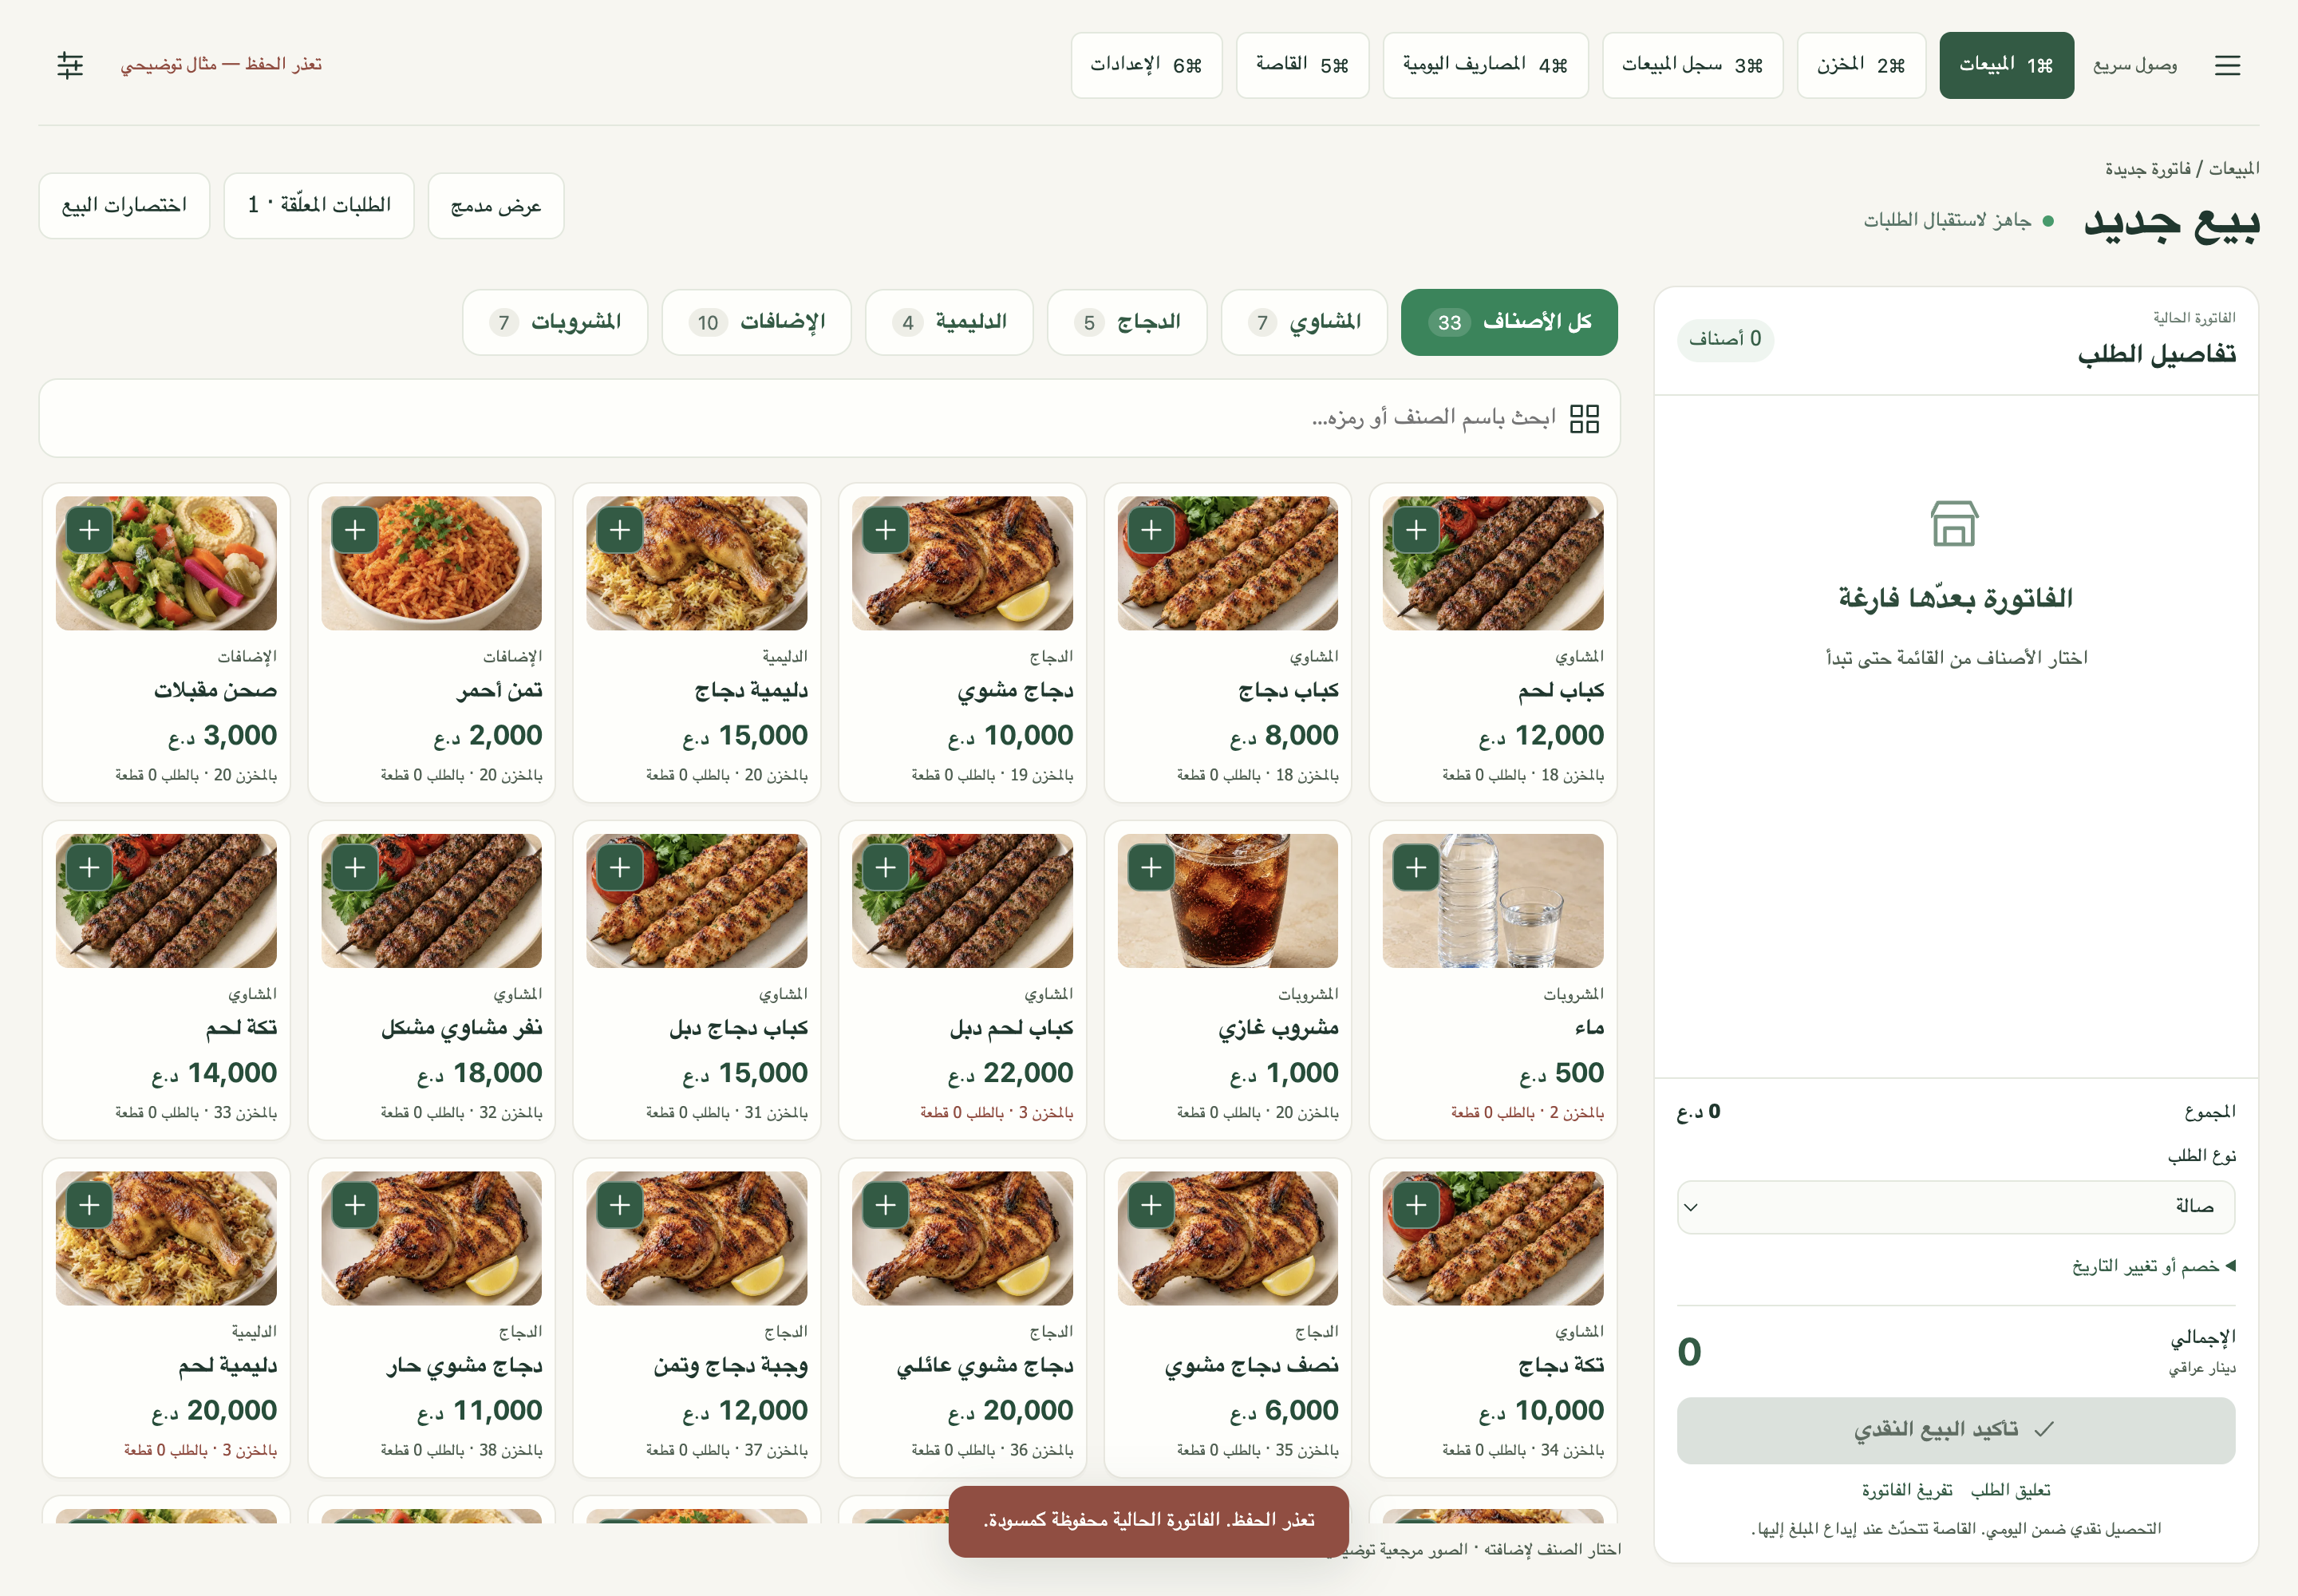 وصول سريع
⌘1 المبيعات
⌘2 المخزن
⌘3 سجل المبيعات
⌘4 المصاريف اليومية
⌘5 القاصة
⌘6 الإعدادات
تعذر الحفظ — مثال توضيحي
المبيعات / فاتورة جديدة
بيع جديد
جاهز لاستقبال الطلبات
عرض مدمج
الطلبات المعلّقة · 1
اختصارات البيع
الفاتورة الحالية
تفاصيل الطلب
0 أصناف
الفاتورة بعدّها فارغة
اختار الأصناف من القائمة حتى تبدأ
المجموع
0 د.ع
نوع الطلب
صالة
خصم أو تغيير التاريخ
الإجمالي
دينار عراقي
0
تأكيد البيع النقدي
تعليق الطلب
تفريغ الفاتورة
التحصيل نقدي ضمن اليومي. القاصة تتحدّث عند إيداع المبلغ إليها.
كل الأصناف 33
المشاوي 7
الدجاج 5
الدليمية 4
الإضافات 10
المشروبات 7
ابحث باسم الصنف أو رمزه...
المشاوي
كباب لحم
12,000 د.ع
بالمخزن 18 · بالطلب 0 قطعة
المشاوي
كباب دجاج
8,000 د.ع
بالمخزن 18 · بالطلب 0 قطعة
الدجاج
دجاج مشوي
10,000 د.ع
بالمخزن 19 · بالطلب 0 قطعة
الدليمية
دليمية دجاج
15,000 د.ع
بالمخزن 20 · بالطلب 0 قطعة
الإضافات
تمن أحمر
2,000 د.ع
بالمخزن 20 · بالطلب 0 قطعة
الإضافات
صحن مقبلات
3,000 د.ع
بالمخزن 20 · بالطلب 0 قطعة
المشروبات
ماء
500 د.ع
بالمخزن 2 · بالطلب 0 قطعة
المشروبات
مشروب غازي
1,000 د.ع
بالمخزن 20 · بالطلب 0 قطعة
المشاوي
كباب لحم دبل
22,000 د.ع
بالمخزن 3 · بالطلب 0 قطعة
المشاوي
كباب دجاج دبل
15,000 د.ع
بالمخزن 31 · بالطلب 0 قطعة
المشاوي
نفر مشاوي مشكل
18,000 د.ع
بالمخزن 32 · بالطلب 0 قطعة
المشاوي
تكة لحم
14,000 د.ع
بالمخزن 33 · بالطلب 0 قطعة
المشاوي
تكة دجاج
10,000 د.ع
بالمخزن 34 · بالطلب 0 قطعة
الدجاج
نصف دجاج مشوي
6,000 د.ع
بالمخزن 35 · بالطلب 0 قطعة
الدجاج
دجاج مشوي عائلي
20,000 د.ع
بالمخزن 36 · بالطلب 0 قطعة
الدجاج
وجبة دجاج وتمن
12,000 د.ع
بالمخزن 37 · بالطلب 0 قطعة
الدجاج
دجاج مشوي حار
11,000 د.ع
بالمخزن 38 · بالطلب 0 قطعة
الدليمية
دليمية لحم
20,000 د.ع
بالمخزن 3 · بالطلب 0 قطعة
تعذر الحفظ. الفاتورة الحالية محفوظة كمسودة.
اختار الصنف لإضافته · الصور مرجعية